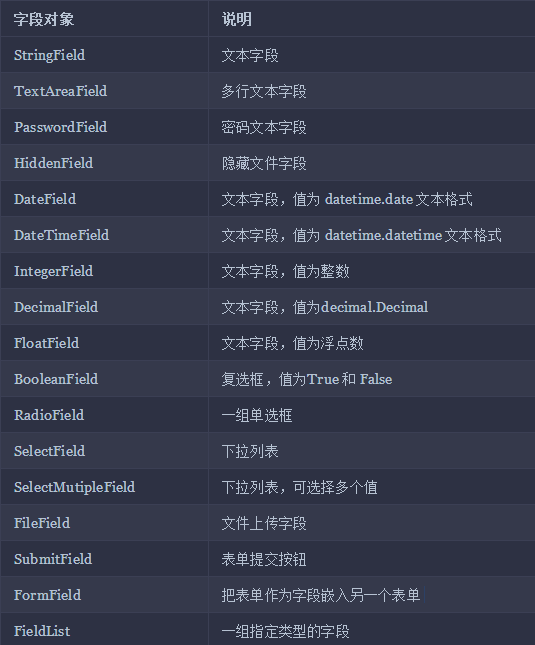 字段对象 说明
StringField 文本字段
TextAreaField 多行文本字段
PasswordField 密码文本字段
HiddenField 隐藏文件字段
DateField 文本字段，值为 datetime.date 文本格式
DateTimeField 文本字段，值为 datetime.datetime 文本格式
IntegerField 文本字段，值为整数
DecimalField 文本字段，值为decimal.Decimal
FloatField 文本字段，值为浮点数
BooleanField 复选框，值为True 和 False
RadioField 一组单选框
SelectField 下拉列表
SelectMutipleField 下拉列表，可选择多个值
FileField 文件上传字段
SubmitField 表单提交按钮
FormField 把表单作为字段嵌入另一个表单
FieldList 一组指定类型的字段